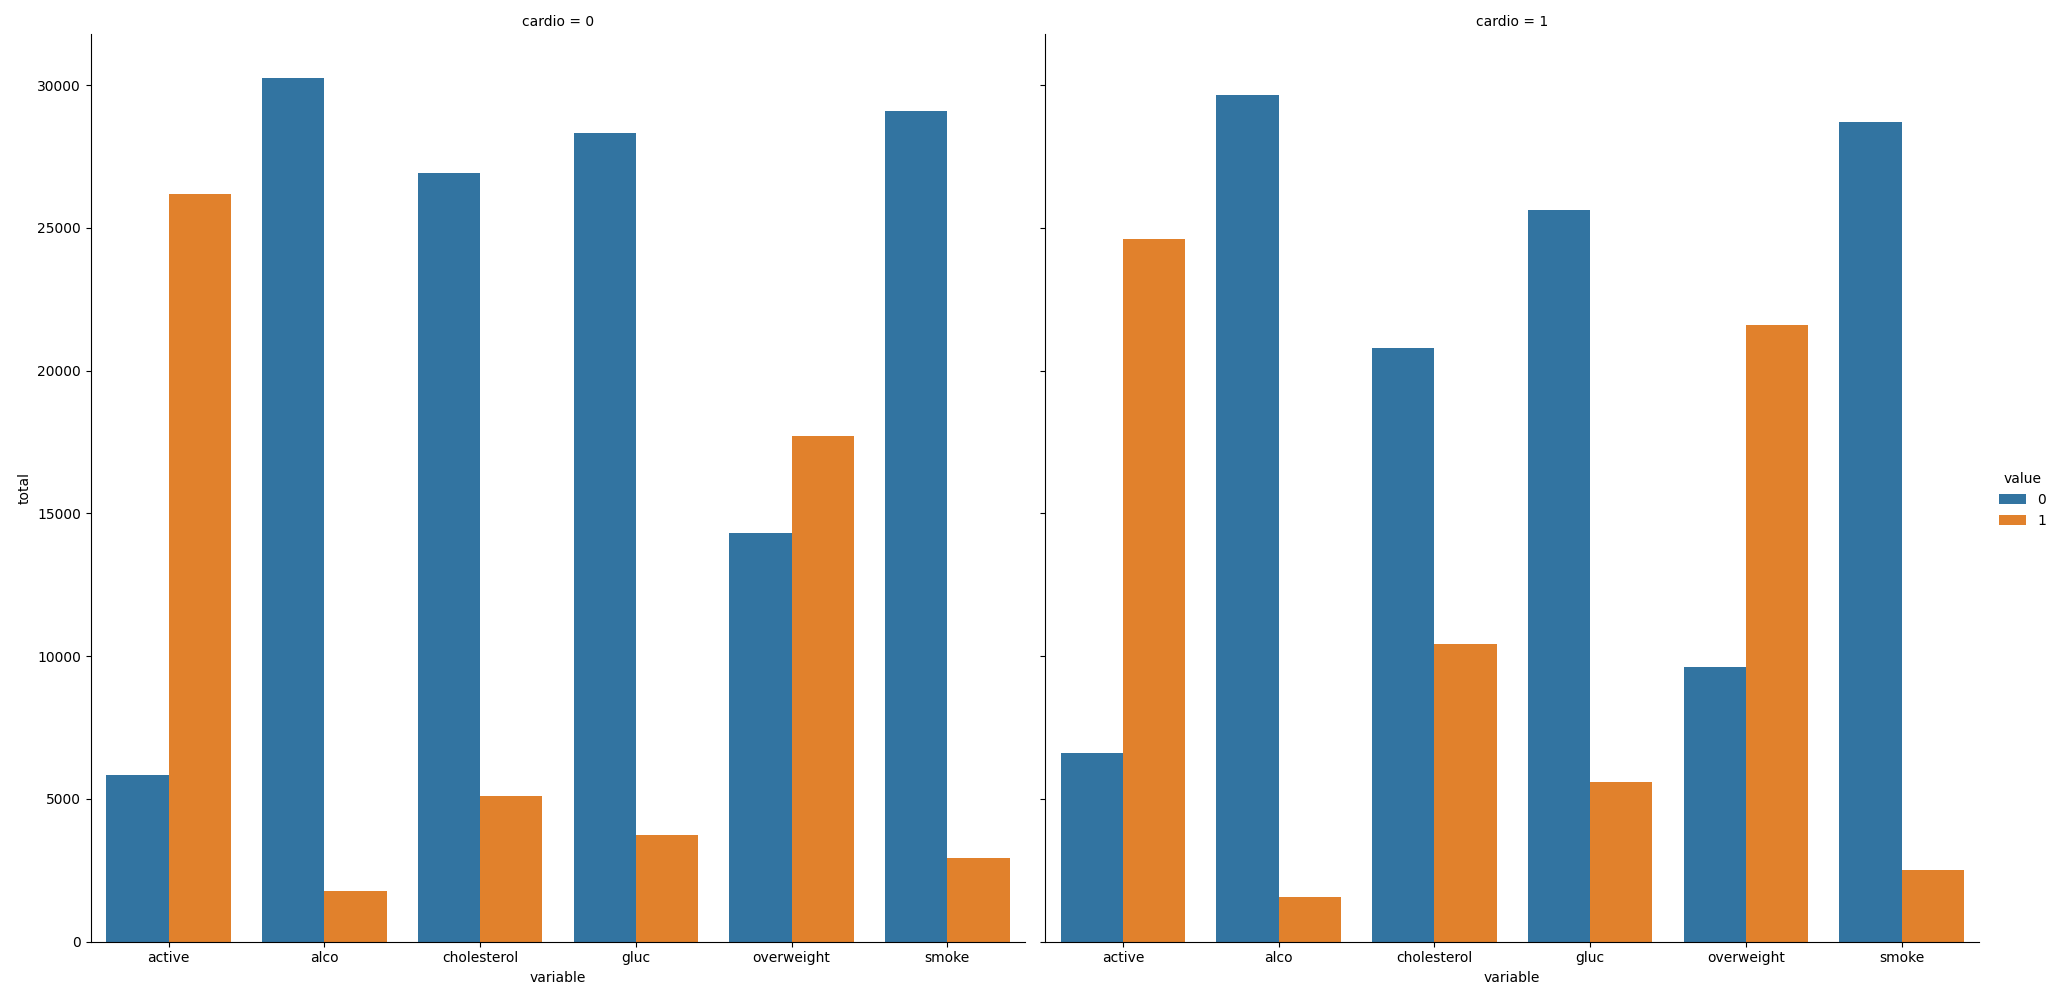 cardio = 0
cardio = 1
total
30000
25000
20000
15000
10000
5000
0
active alco cholesterol gluc overweight smoke
variable
active alco cholesterol gluc overweight smoke
variable
value
0
1